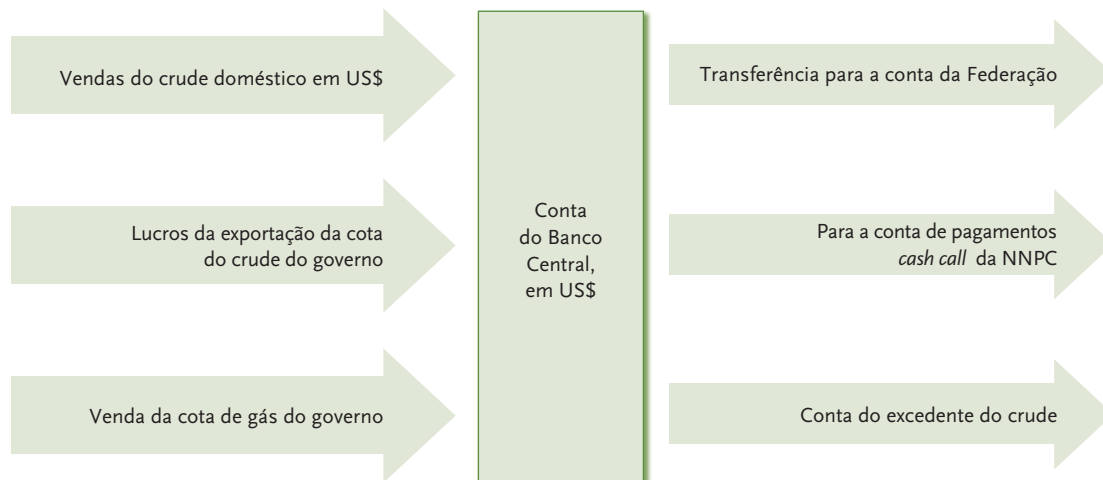 Vendas do crude doméstico em US$
Lucros da exportação da cota
do crude do governo
Venda da cota de gás do governo
Conta
do Banco
Central,
em US$
Transferência para a conta da Federação
Para a conta de pagamentos
cash call da NNPC
Conta do excedente do crude